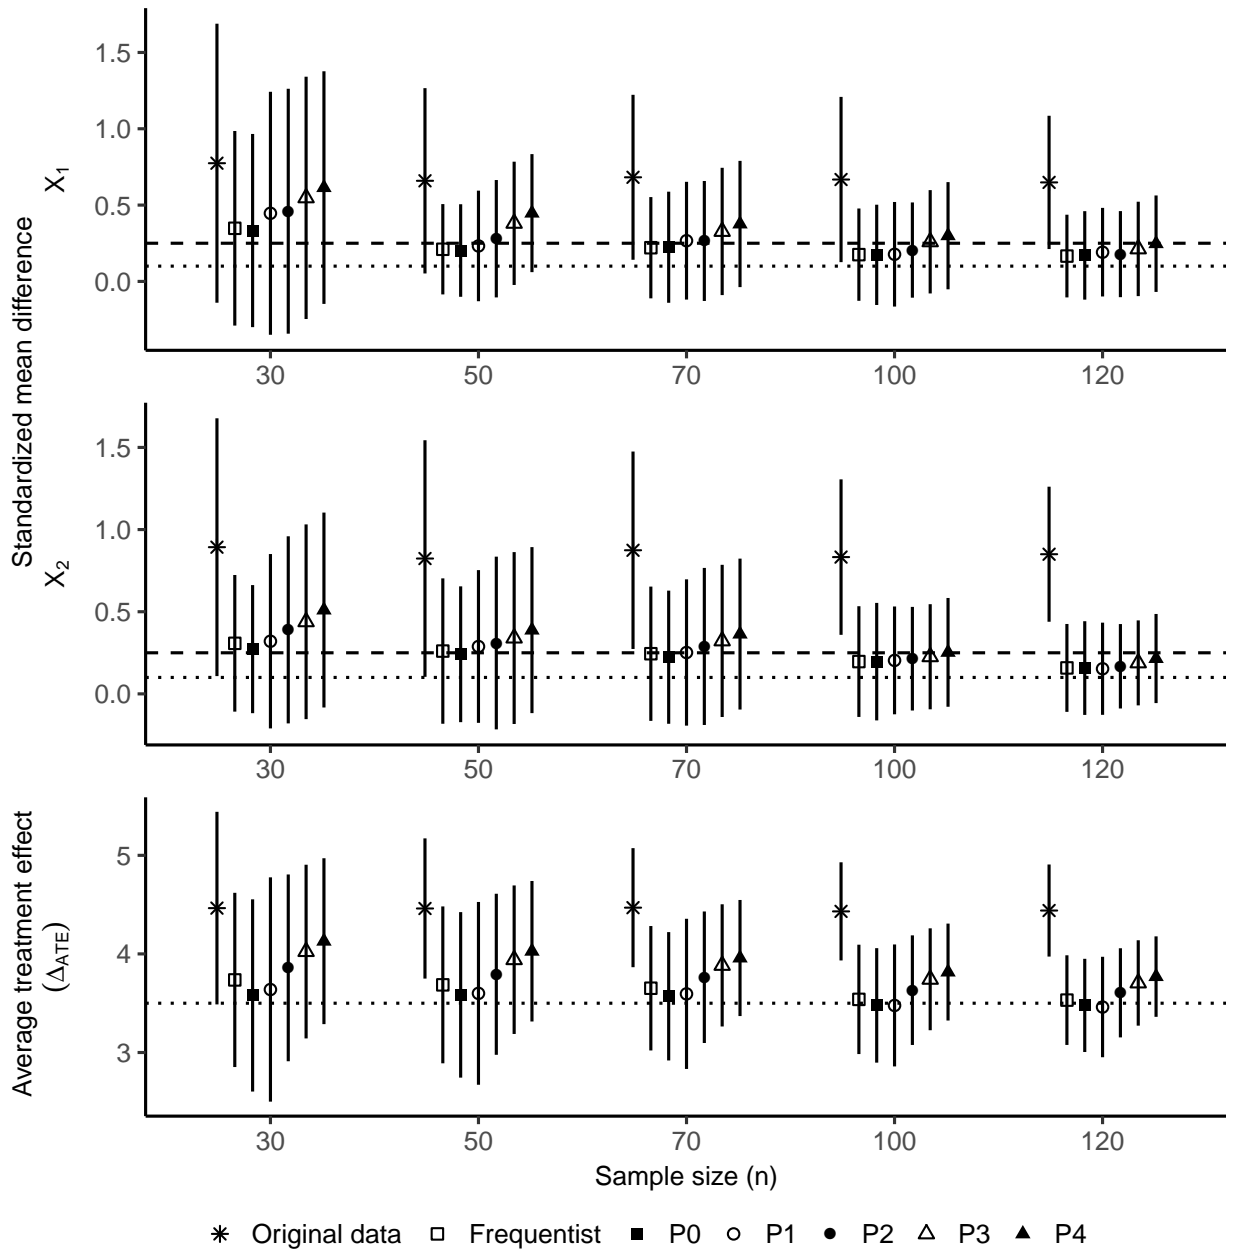 Standardized mean difference
X1
1.5
1.0
0.5
0.0
30 50 70 100 120
X2
1.5
1.0
0.5
0.0
30 50 70 100 120
Average treatment effect
(ΔATE)
5
4
3
30 50 70 100 120
Sample size (n)
Original data Frequentist P0 P1 P2 P3 P4